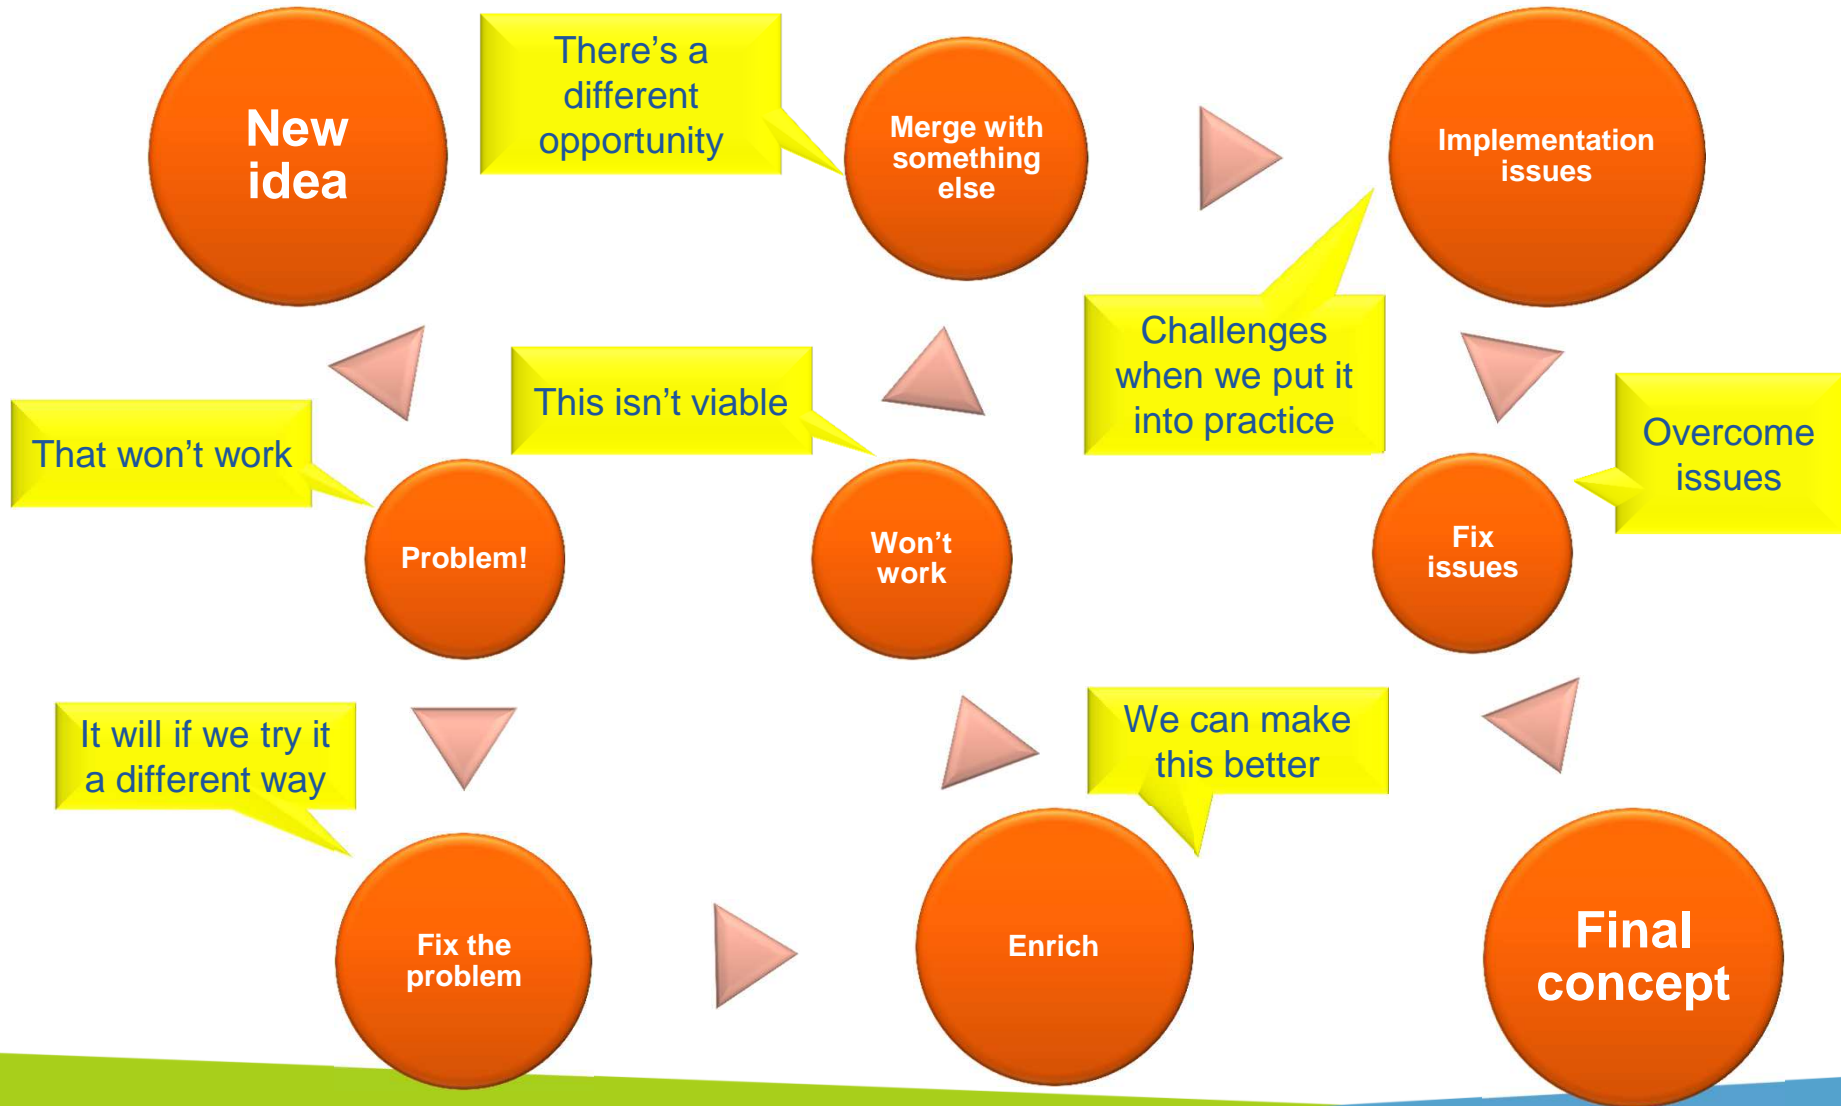 New
idea
There’s a
different
opportunity
Merge with
something
else
Implementation
issues
That won’t work
This isn’t viable
Challenges
when we put it
into practice
Overcome
issues
Problem!
Won’t
work
Fix
issues
It will if we try it
a different way
We can make
this better
Fix the
problem
Enrich
Final
concept